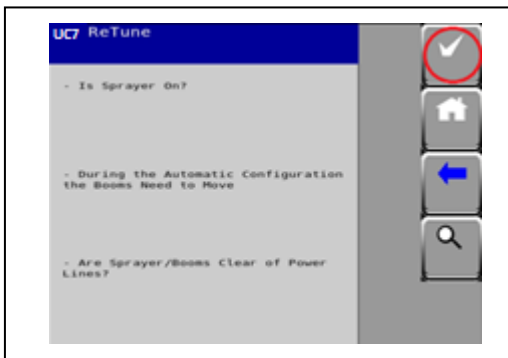 UC7 ReTune
- Is Sprayer On?
- During the Automatic Configuration
the Booms Need to Move
- Are Sprayer/Booms Clear of Power
Lines?